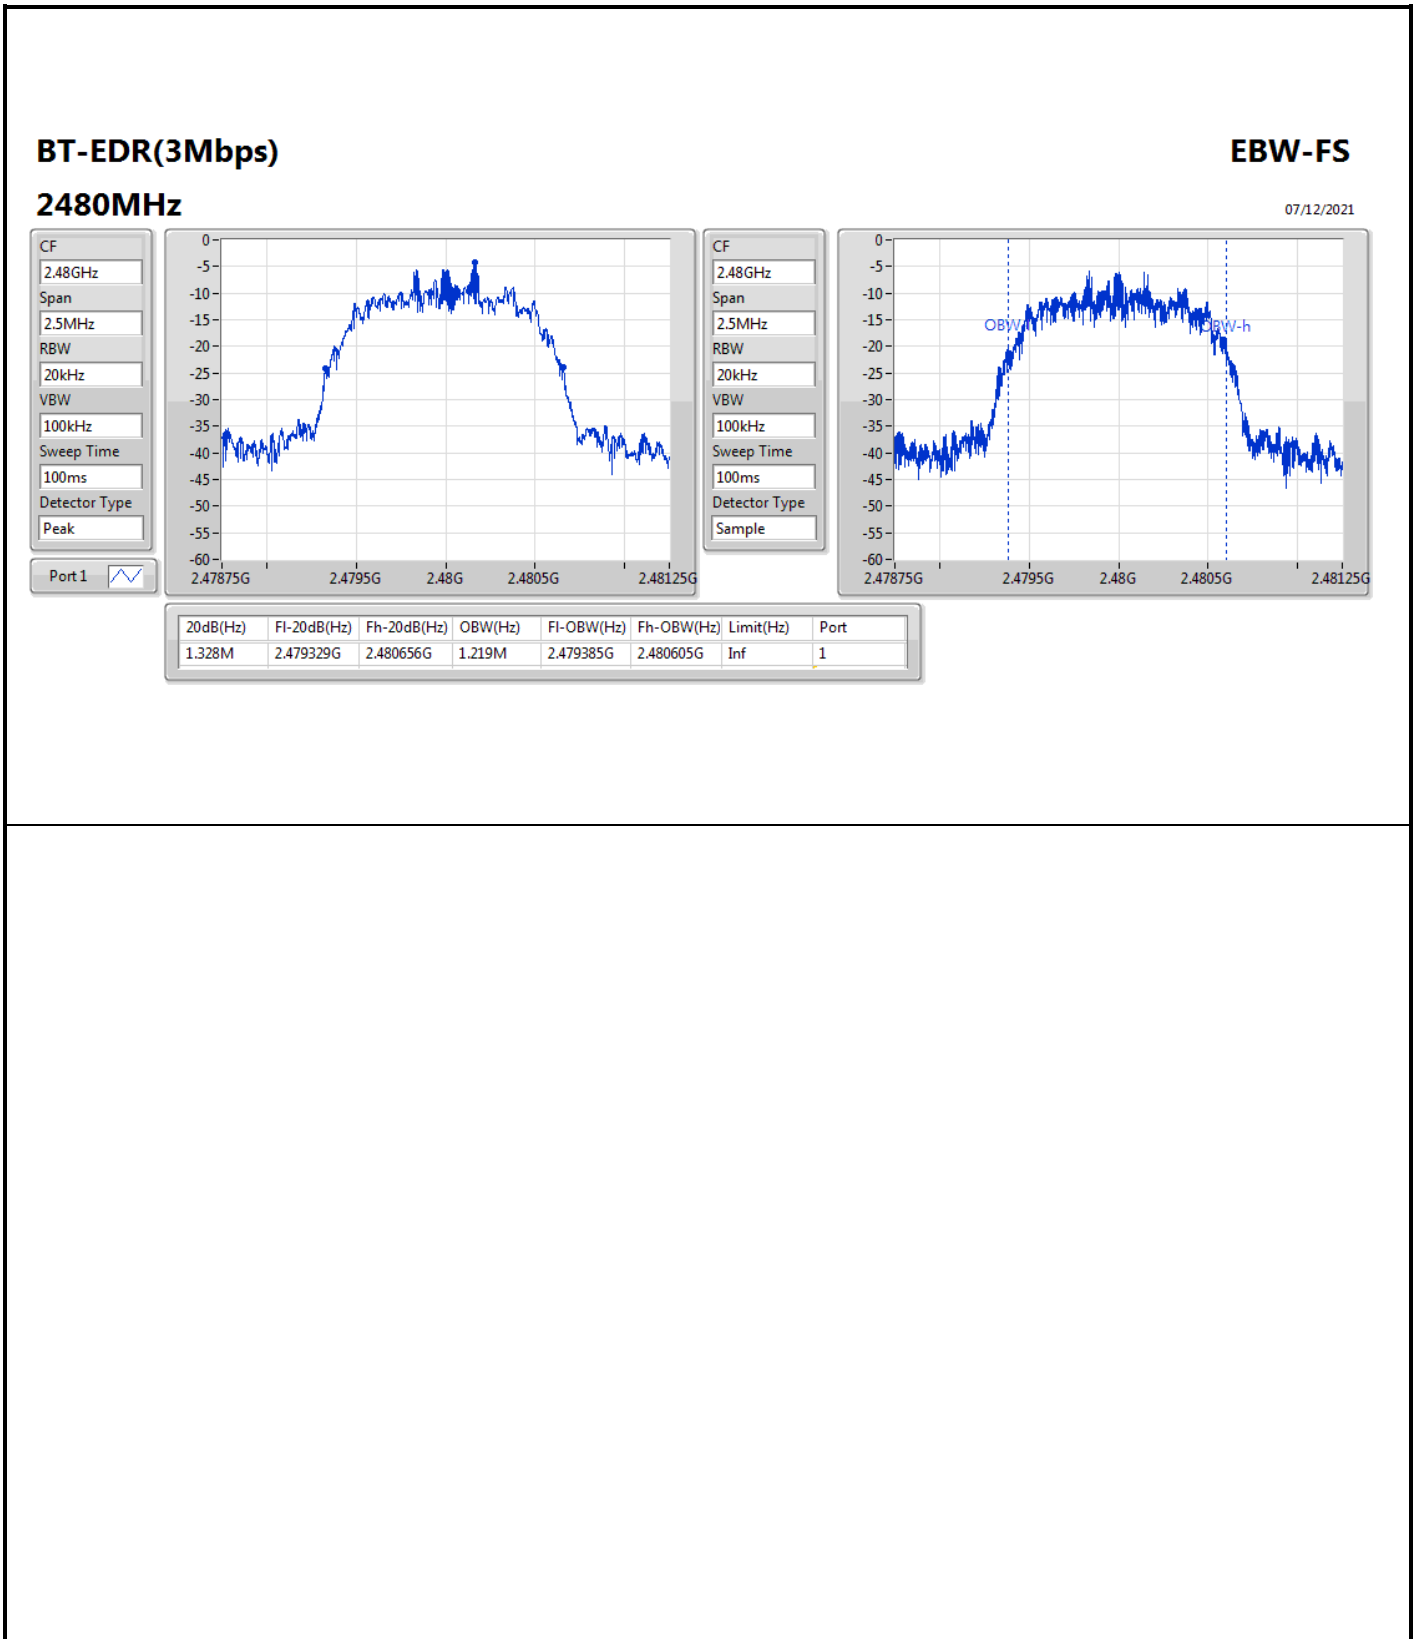 BT-EDR(3Mbps) EBW-FS
2480MHz 07/12/2021
CF
2.48GHz
Span
2.5MHz
RBW
20kHz
VBW
100kHz
Sweep Time
100ms
Detector Type
Peak
Port 1
0
-5
-10
-15
-20
-25
-30
-35
-40
-45
-50
-55
-60
2.47875G 2.4795G 2.48G 2.4805G 2.48125G
CF
2.48GHz
Span
2.5MHz
RBW
20kHz
VBW
100kHz
Sweep Time
100ms
Detector Type
Sample
0
-5
-10
-15
-20
-25
-30
-35
-40
-45
-50
-55
-60
OBW OBW-h
2.47875G 2.4795G 2.48G 2.4805G 2.48125G
20dB(Hz) Fl-20dB(Hz) Fh-20dB(Hz) OBW(Hz) Fl-OBW(Hz) Fh-OBW(Hz) Limit(Hz) Port
1.328M 2.479329G 2.480656G 1.219M 2.479385G 2.480605G Inf 1